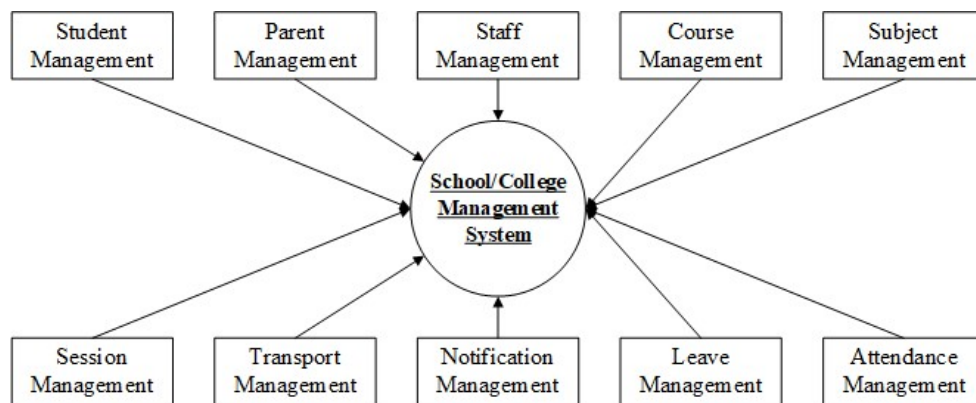 Student
Management
Parent
Management
Staff
Management
Course
Management
Subject
Management
School/College
Management
System
Session
Management
Transport
Management
Notification
Management
Leave
Management
Attendance
Management